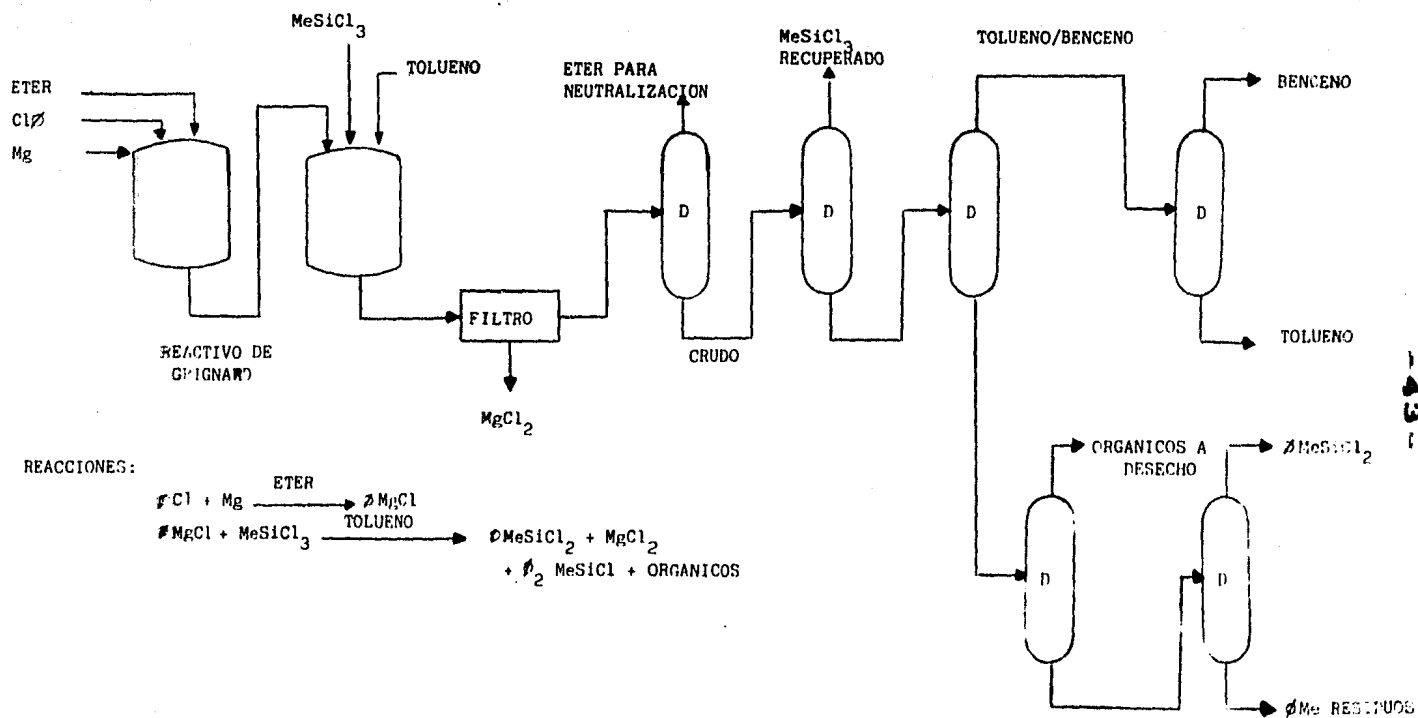 MeSiCl3
TOLUENO
ETER
ClØ
Mg
REACTIVO DE
GRIGNARD
FILTRO
MgCl2
ETER PARA
NEUTRALIZACION
D
CRUDO
MeSiCl3
RECUPERADO
D
TOLUENO/BENCENO
D
D
BENCENO
TOLUENO
-43-
ORGANICOS A
DESECHO
D
D
ØMeSiCl2
ØMe RESIDUOS
REACCIONES:
ETER
ØCl + Mg → ØMgCl
TOLUENO
ØMgCl + MeSiCl3 → ØMeSiCl2 + MgCl2
+ Ø2 MeSiCl + ORGANICOS